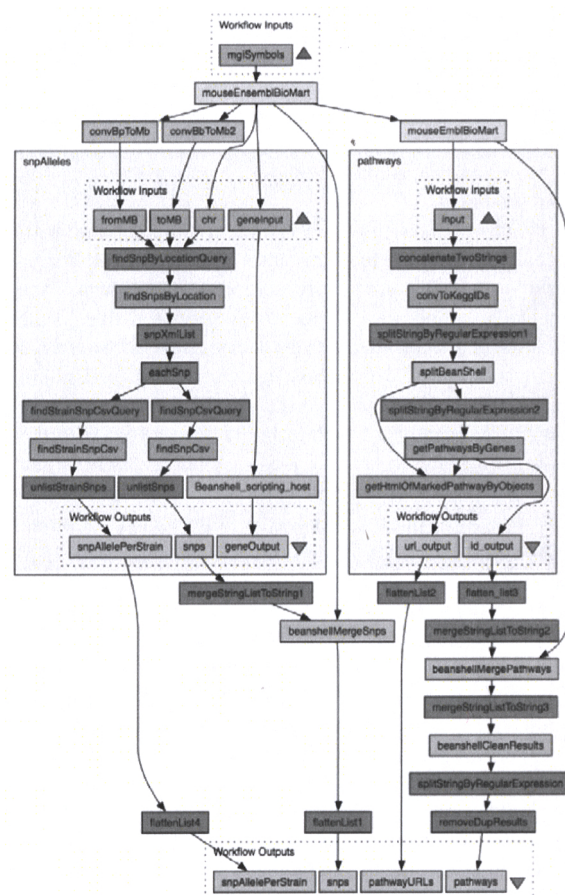 Workflow Inputs
mgiSymbols
mouseEnsemblBioMart
convBpToMb
convBbToMb2
mouseEmblBioMart
snpAlleles
pathways
Workflow Inputs
Workflow Inputs
fromMB
toMB
chr
geneInput
input
findSnpByLocationQuery
concatenateTwoStrings
findSnpsByLocation
convToKeggIDs
snpXmlList
splitStringByRegularExpression1
eachSnp
splitBeanShell
findStrainSnpCsvQuery
findSnpCsvQuery
splitStringByRegularExpression2
findStrainSnpCsv
findSnpCsv
getPathwaysByGenes
unlistStrainSnps
unlistSnps
Beanshell_scripting_host
getHtmlOfMarkedPathwayByObjects
Workflow Outputs
Workflow Outputs
snpAllelePerStrain
snps
geneOutput
url_output
id_output
mergeStringListToString1
flattenList2
flatten_list3
beanshellMergeSnps
mergeStringListToString2
beanshellMergePathways
mergeStringListToString3
beanshellCleanResults
splitStringByRegularExpression
flattenList4
flattenList1
removeDupResults
Workflow Outputs
snpAllelePerStrain
snps
pathwayURLs
pathways